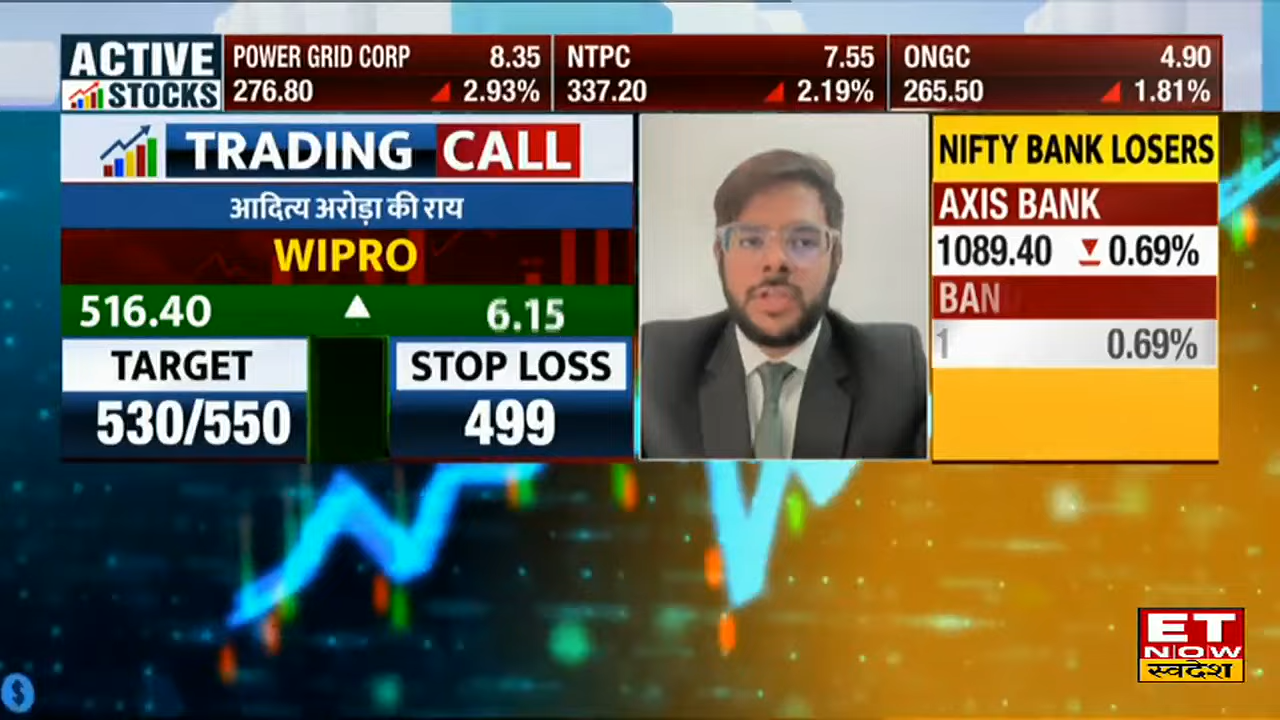 ACTIVE
STOCKS
POWER GRID CORP 8.35
276.80 2.93%
NTPC 7.55
337.20 2.19%
ONGC 4.90
265.50 1.81%
TRADING CALL
आदित्य अरोड़ा की राय
WIPRO
516.40 6.15
TARGET
530/550
STOP LOSS
499
NIFTY BANK LOSERS
AXIS BANK
1089.40 0.69%
BAN
1 0.69%
ET
NOW
स्वदेश
$